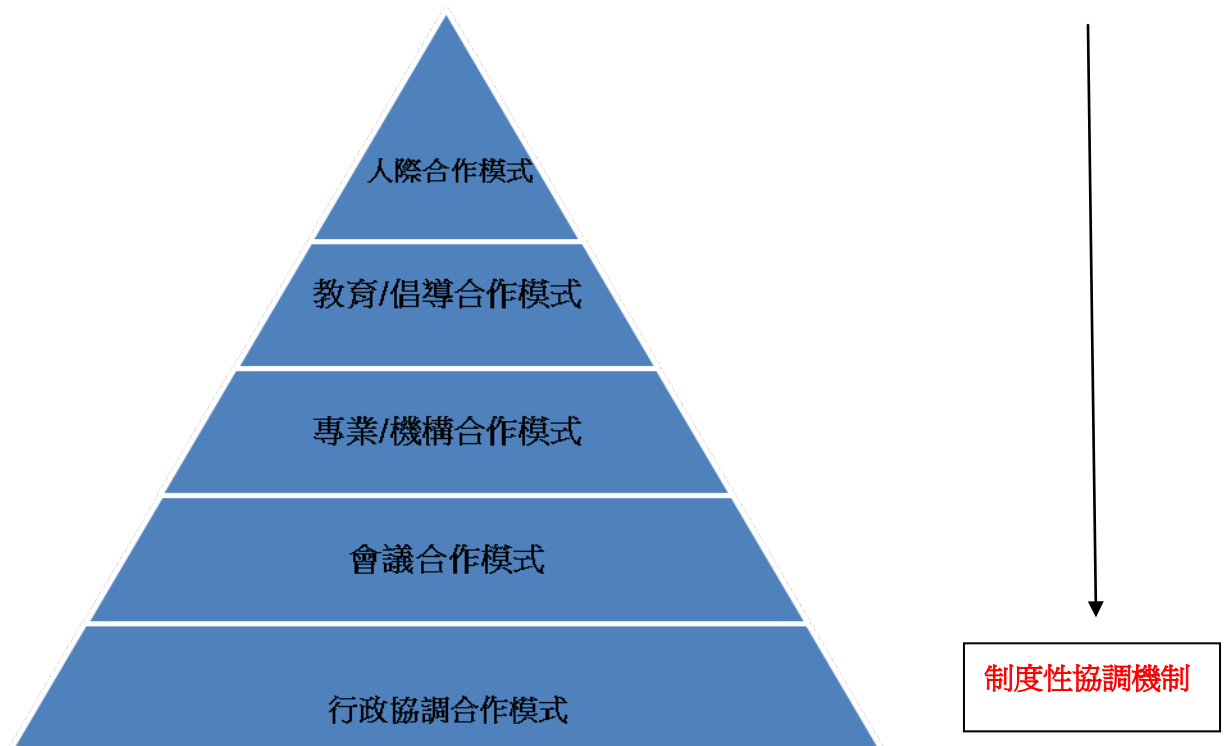 人際合作模式
教育/倡導合作模式
專業/機構合作模式
會議合作模式
行政協調合作模式
制度性協調機制